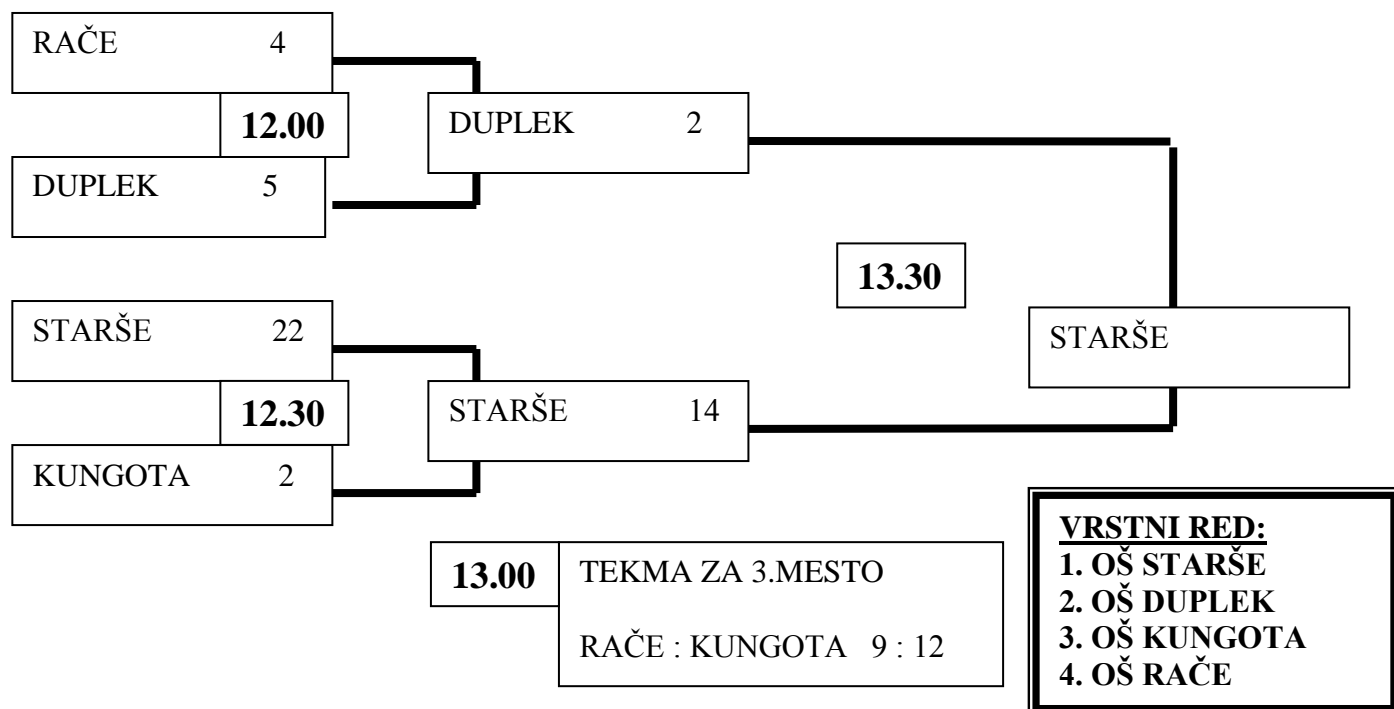 RAČE 4
12.00
DUPLEK 5
DUPLEK 2
STARŠE 22
12.30
KUNGOTA 2
STARŠE 14
13.30
STARŠE
13.00
TEKMA ZA 3.MESTO
RAČE : KUNGOTA 9 : 12
VRSTNI RED:
1. OŠ STARŠE
2. OŠ DUPLEK
3. OŠ KUNGOTA
4. OŠ RAČE